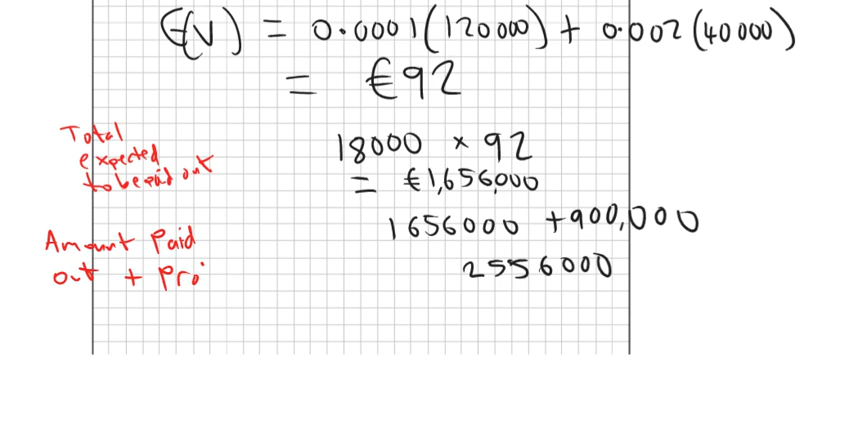 E(V) = 0.0001(120000) + 0.002(40000)
= €92
Total
expected
to be paid out
18000 × 92
= €1,656,000
1656000 + 900,000
Amount Paid
out + Pro
2556000